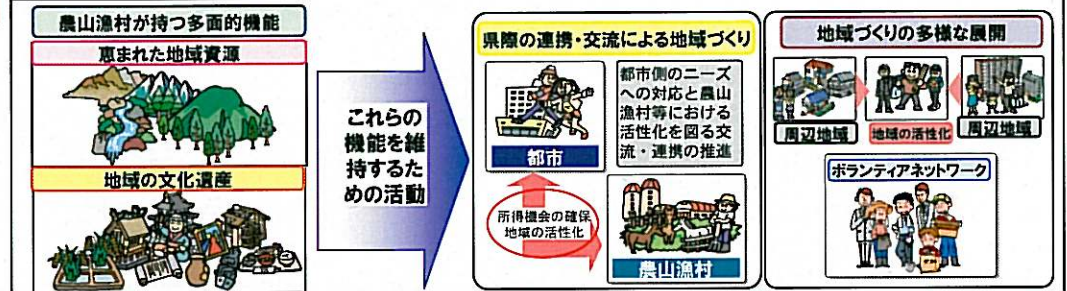 農山漁村が持つ多面的機能
恵まれた地域資源
地域の文化遺産
これらの
機能を維
持するた
めの活動
県際の連携・交流による地域づくり
都市
都市側のニーズ
への対応と農山
漁村等における
活性化を図る交
流・連携の推進
所得機会の確保
地域の活性化
農山漁村
地域づくりの多様な展開
周辺地域
地域の活性化
周辺地域
ボランティアネットワーク